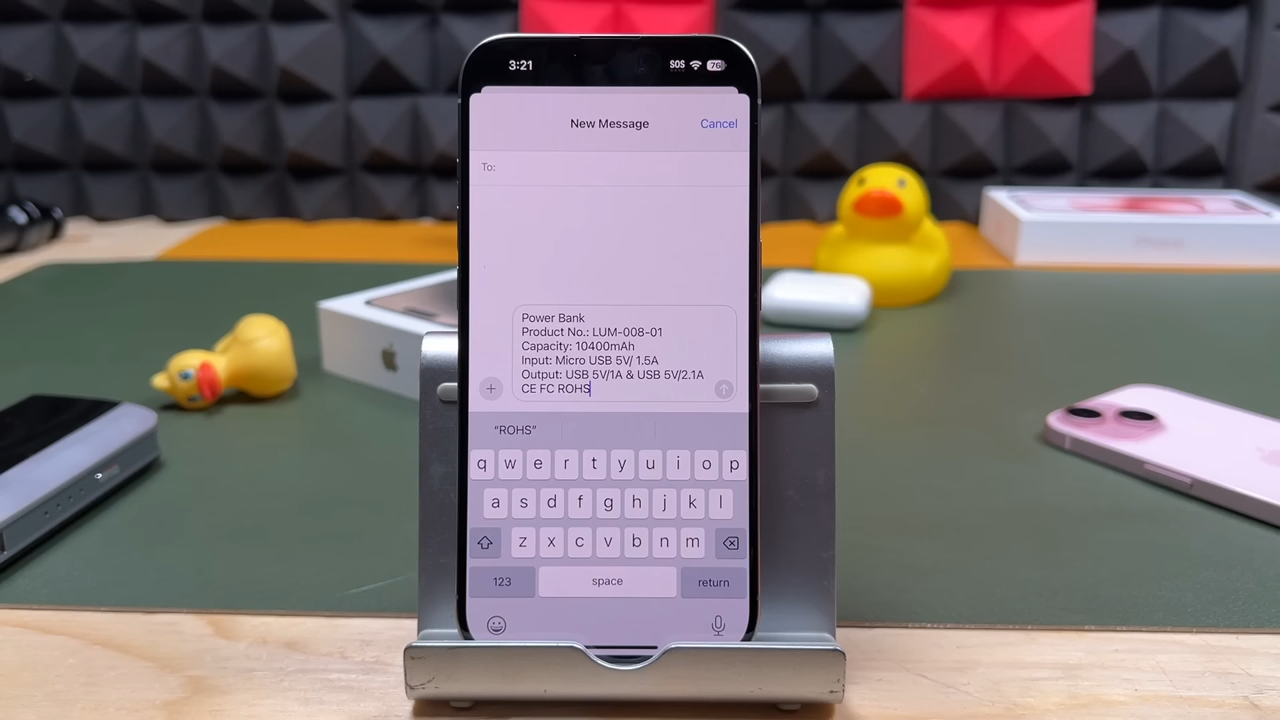 3:21
SOS
76
New Message
Cancel
To:
Power Bank
Product No.: LUM-008-01
Capacity: 10400mAh
Input: Micro USB 5V/ 1.5A
Output: USB 5V/1A & USB 5V/2.1A
CE FC ROHS
“ROHS”
q w e r t y u i o p
a s d f g h j k l
z x c v b n m
123
space
return